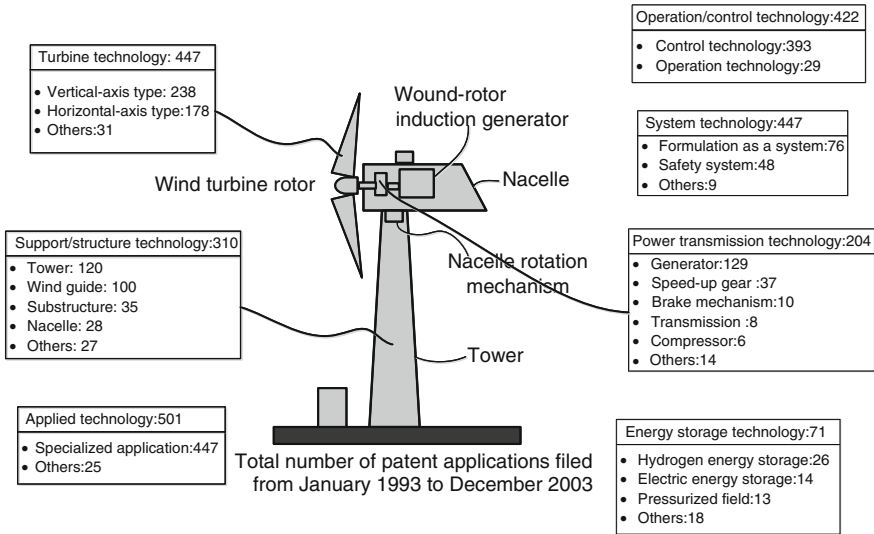 Turbine technology: 447
• Vertical-axis type: 238
• Horizontal-axis type:178
• Others:31
Wound-rotor
induction generator
Wind turbine rotor
Nacelle
Nacelle rotation
mechanism
Tower
Support/structure technology:310
• Tower: 120
• Wind guide: 100
• Substructure: 35
• Nacelle: 28
• Others: 27
Applied technology:501
• Specialized application:447
• Others:25
Total number of patent applications filed
from January 1993 to December 2003
Operation/control technology:422
• Control technology:393
• Operation technology:29
System technology:447
• Formulation as a system:76
• Safety system:48
• Others:9
Power transmission technology:204
• Generator:129
• Speed-up gear :37
• Brake mechanism:10
• Transmission :8
• Compressor:6
• Others:14
Energy storage technology:71
• Hydrogen energy storage:26
• Electric energy storage:14
• Pressurized field:13
• Others:18